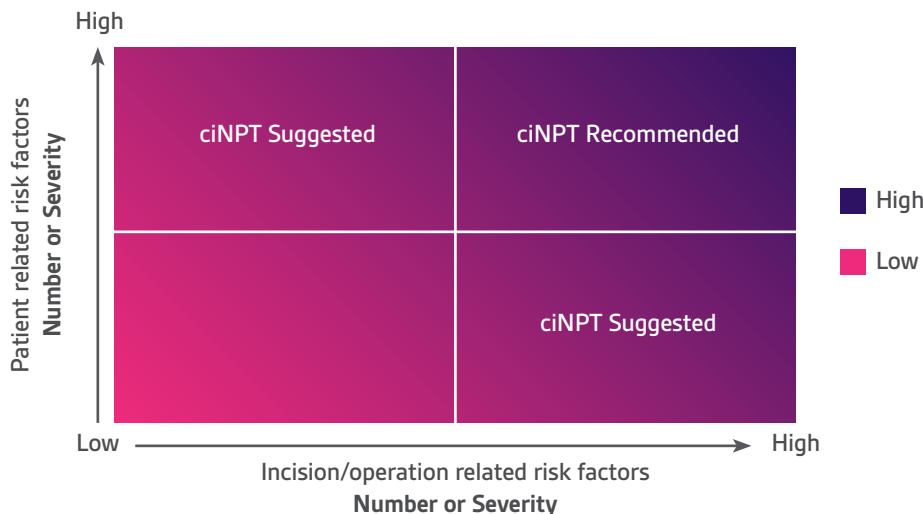 High
Patient related risk factors
Number or Severity
ciNPT Suggested
ciNPT Recommended
High
Low
ciNPT Suggested
Low
High
Incision/operation related risk factors
Number or Severity